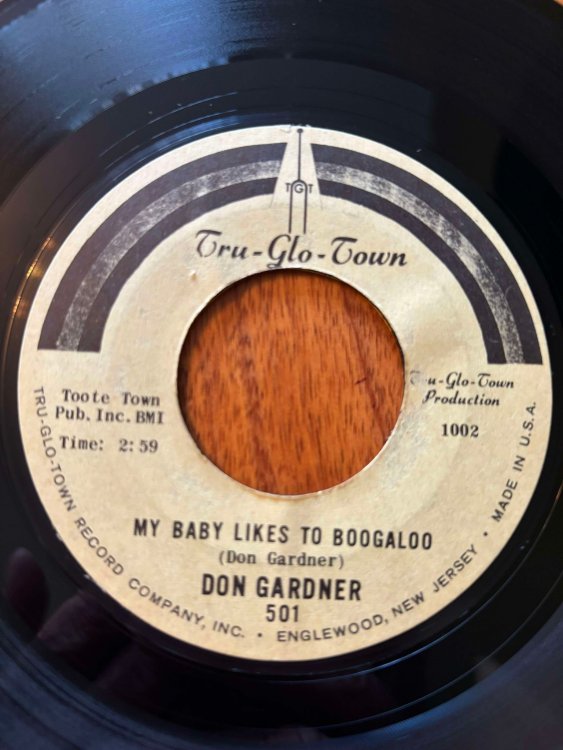 TGT
Tru-Glo-Town
Toote Town
Pub. Inc. BMI
Time: 2:59
Tru-Glo-Town
Production
1002
MY BABY LIKES TO BOOGALOO
(Don Gardner)
DON GARDNER
501
TRU-GLO-TOWN RECORD COMPANY, INC. • ENGLEWOOD, NEW JERSEY • MADE IN U.S.A.